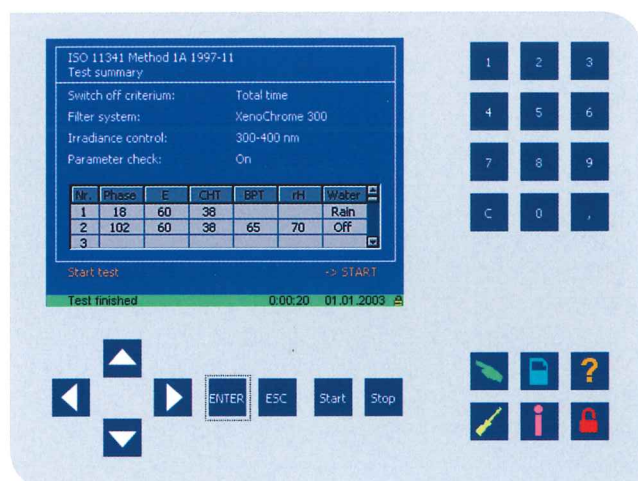 ISO 11341 Method 1A 1997-11
Test summary
Switch off criterium: Total time
Filter system: XenoChrome 300
Irradiance control: 300-400 nm
Parameter check: On
Nr. Phase E CHT BPT rH Water
1 18 60 38 Rain
2 102 60 38 65 70 Off
3
Start test -> START
Test finished 0:00:20 01.01.2003
1 2 3
4 5 6
7 8 9
C 0 ,
ENTER ESC Start Stop
?
i